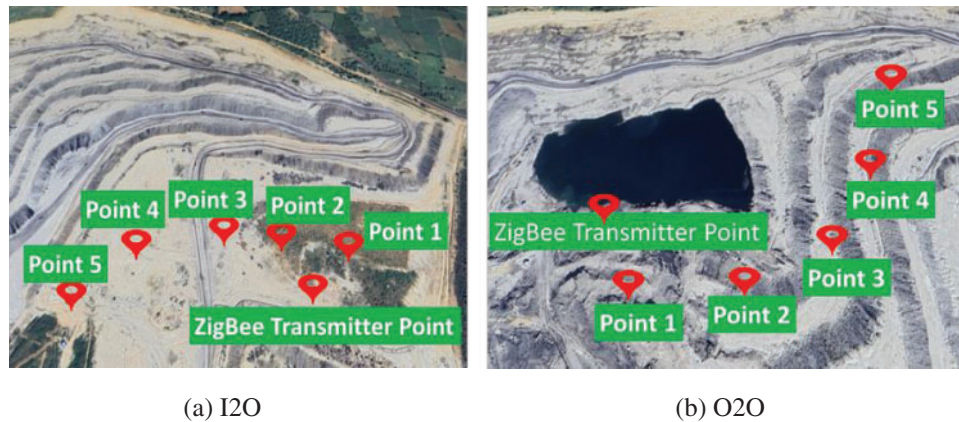 Point 3
Point 4
Point 2
Point 1
Point 5
ZigBee Transmitter Point
Point 5
Point 4
ZigBee Transmitter Point
Point 3
Point 1
Point 2
(a) I2O
(b) O2O